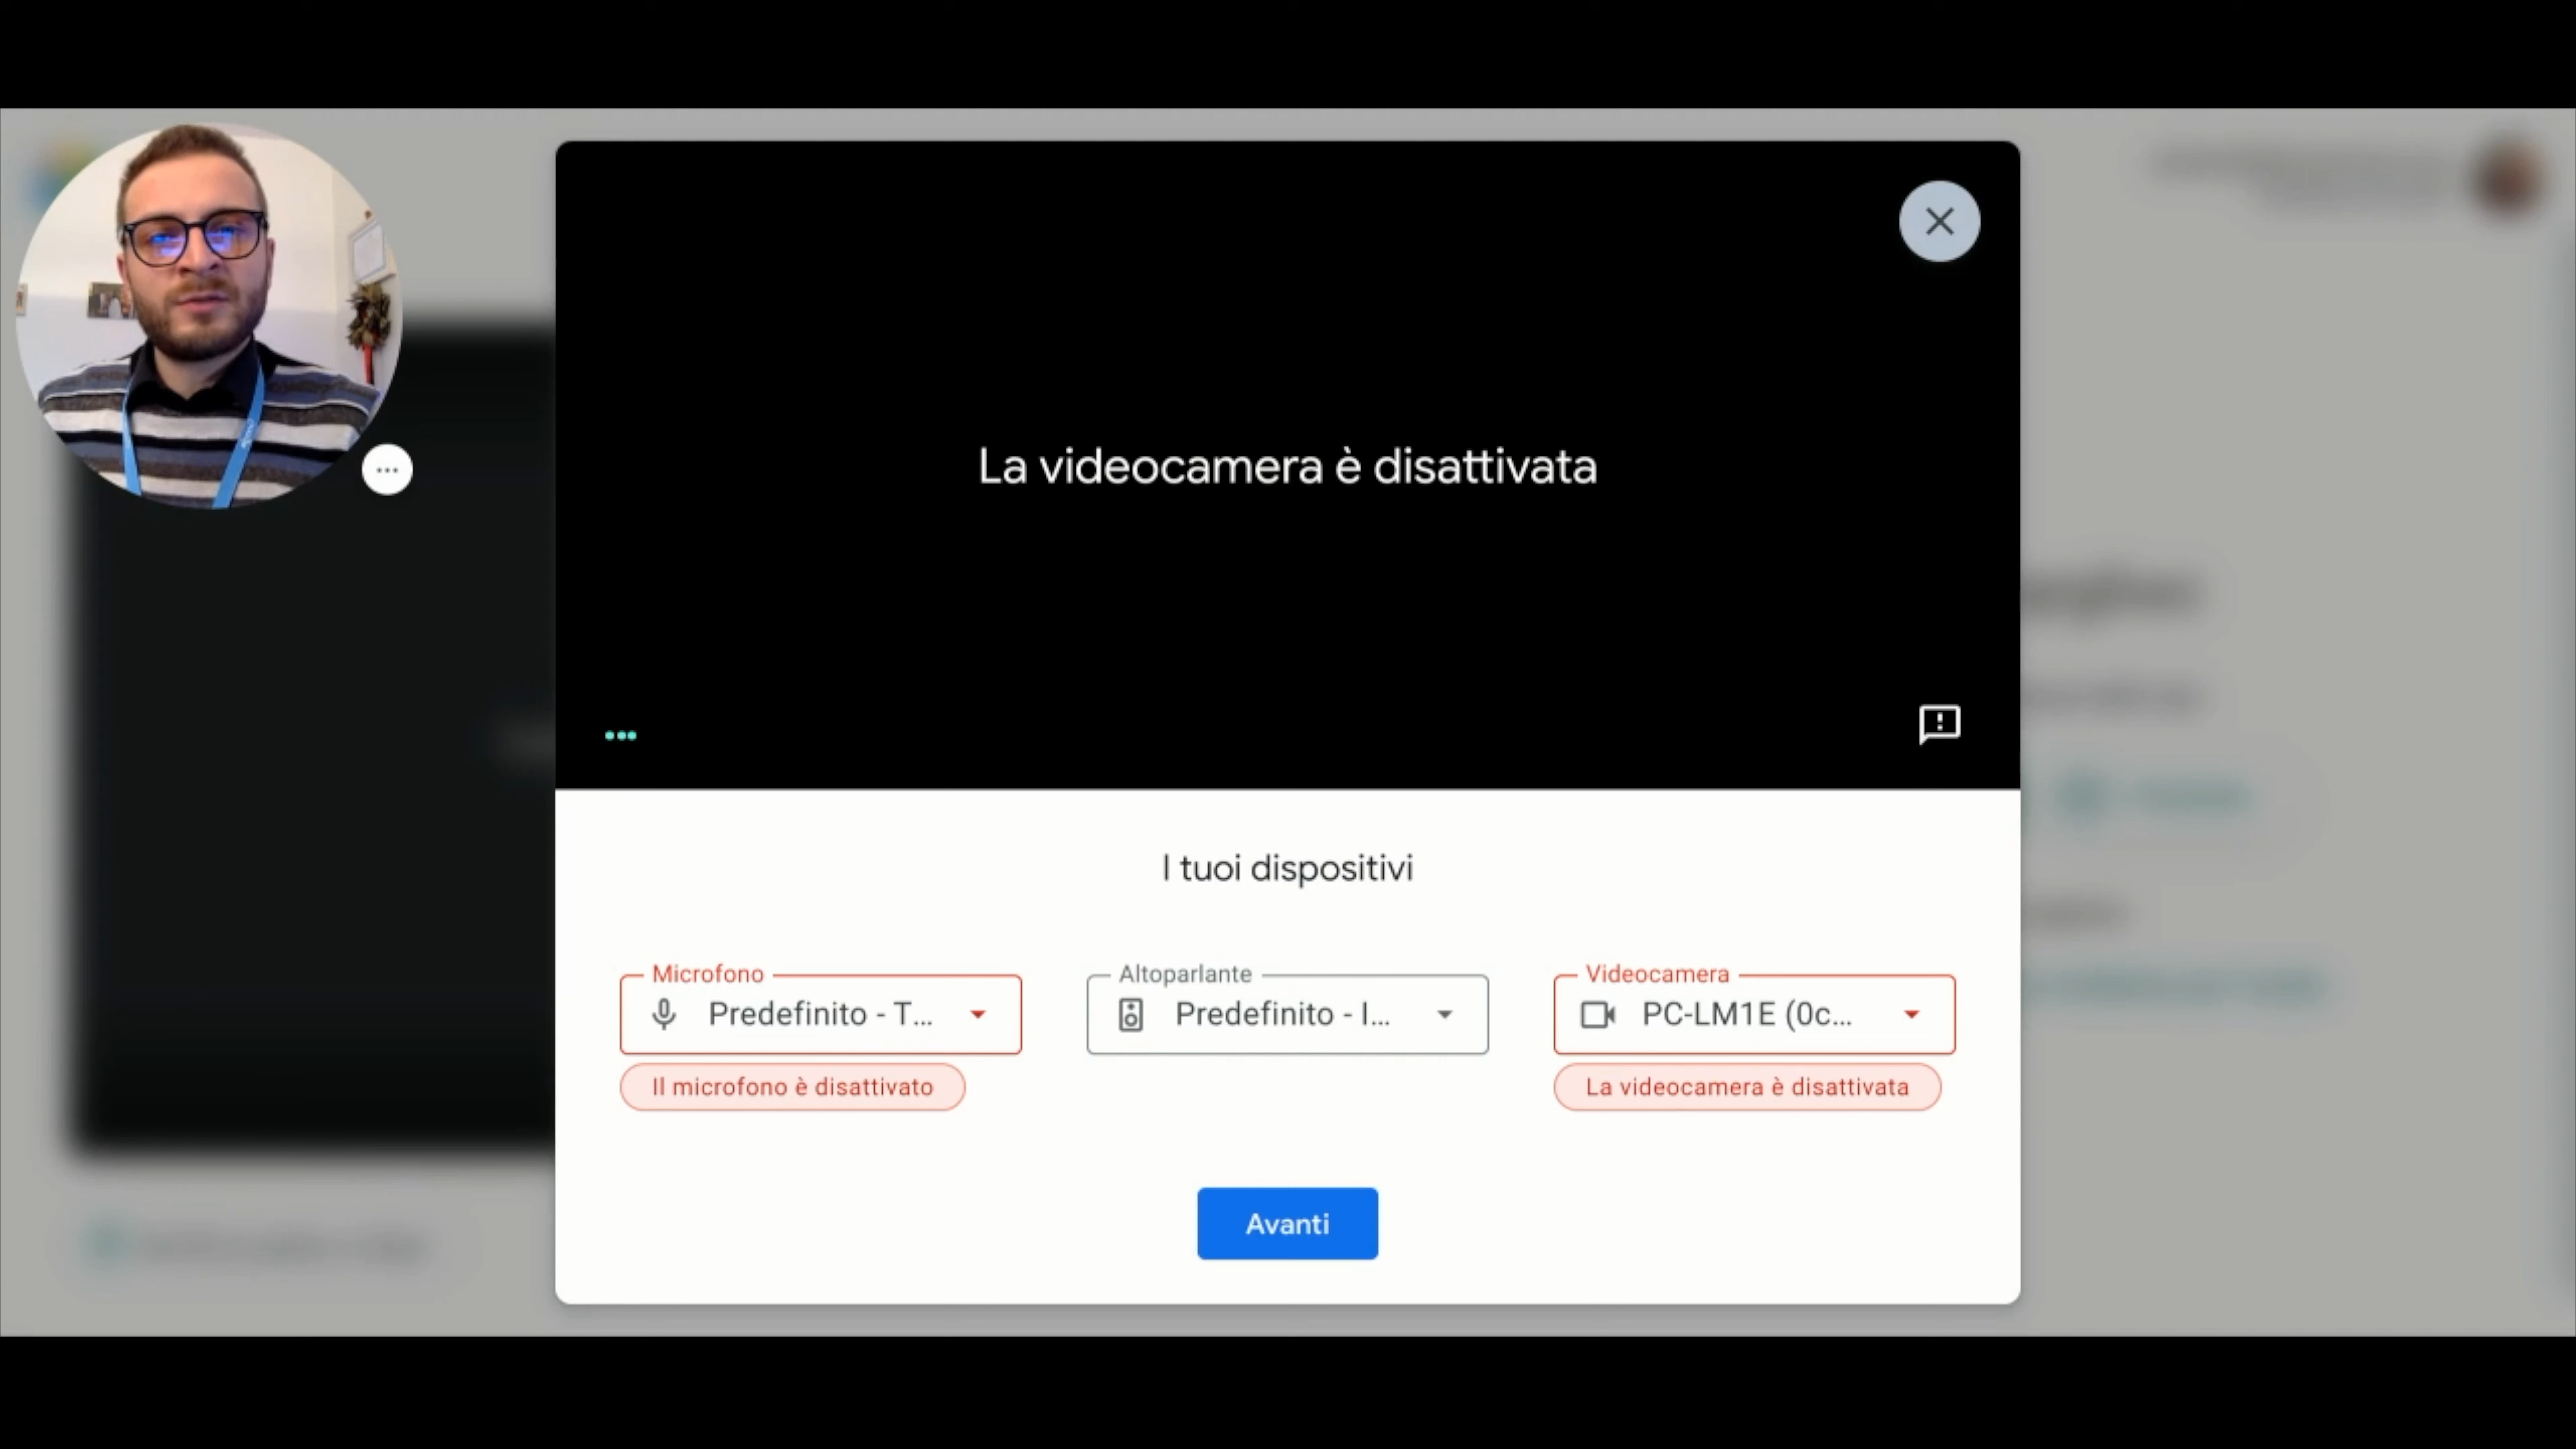 La videocamera è disattivata
I tuoi dispositivi
Microfono
Predefinito - T...
Il microfono è disattivato
Altoparlante
Predefinito - I...
Videocamera
PC-LM1E (0c...
La videocamera è disattivata
Avanti